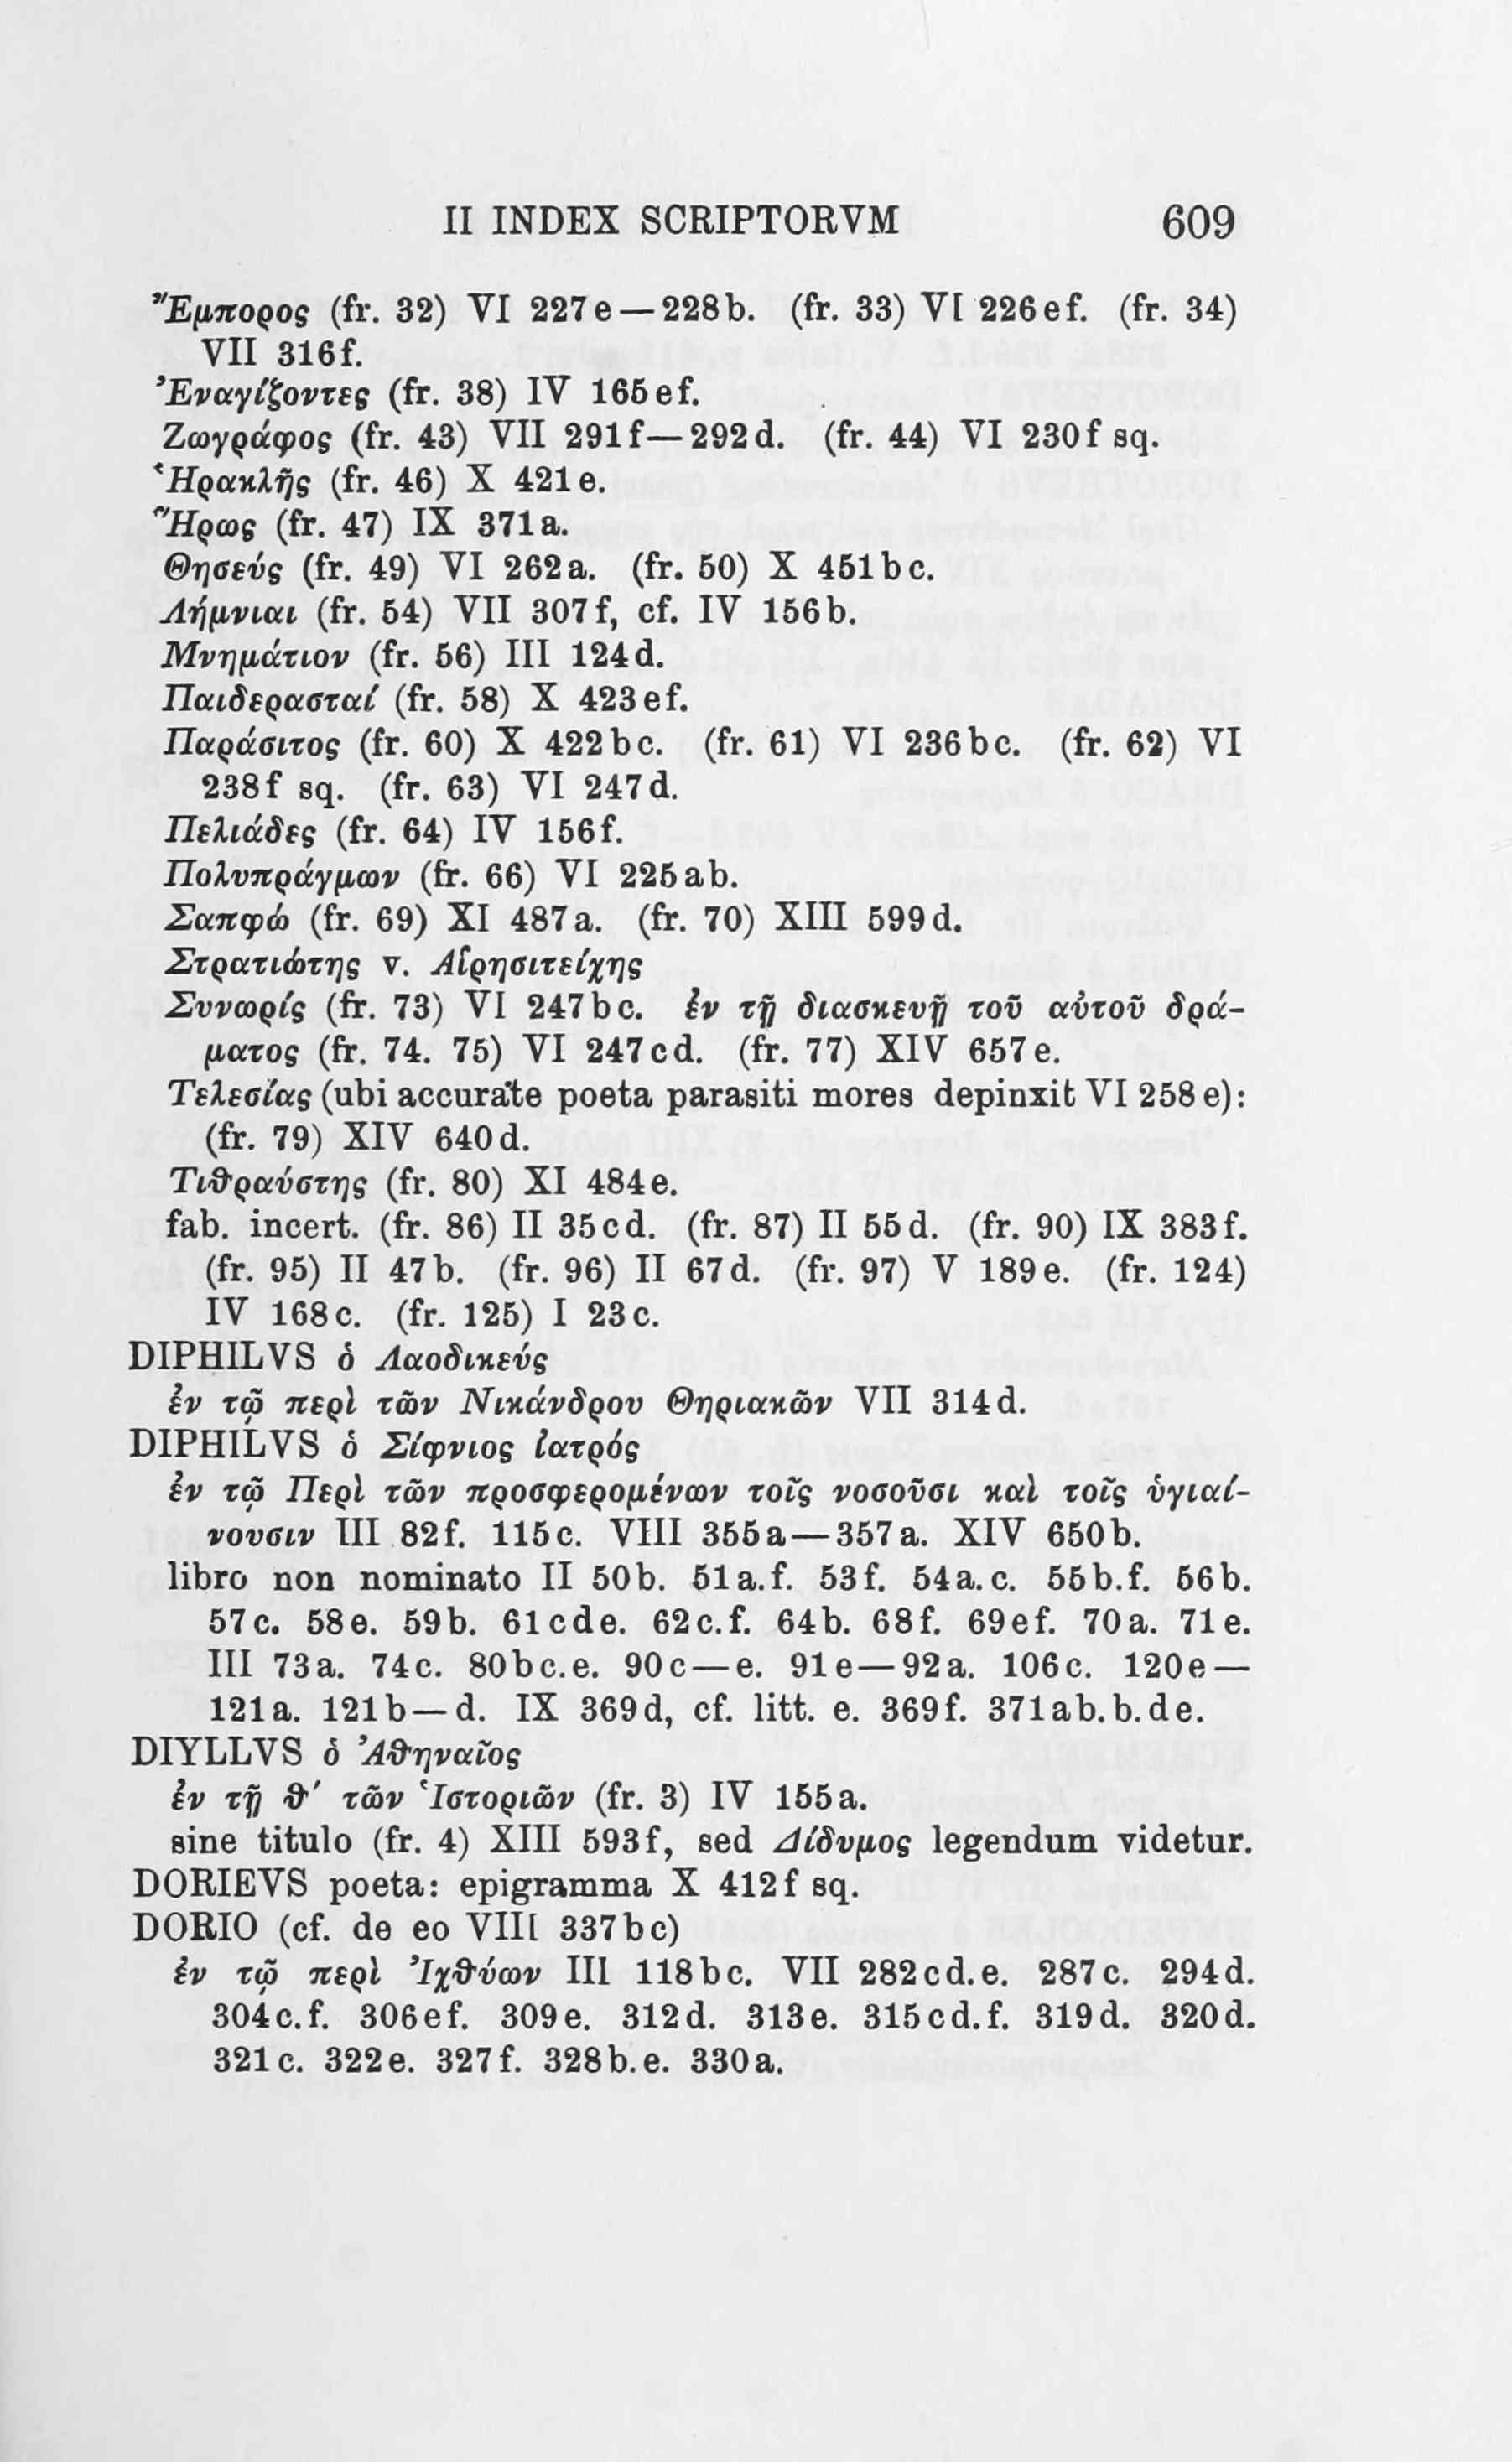 II INDEX SCRIPTORVM 609
Ἔμπορος (fr. 32) VI 227e—228b. (fr. 33) VI 226ef. (fr. 34)
VII 316f.
Ἐναγίζοντες (fr. 38) IV 165ef.
Ζωγράφος (fr. 43) VII 291f—292d. (fr. 44) VI 230f sq.
Ἡρακλῆς (fr. 46) X 421e.
Ἥρως (fr. 47) IX 371a.
Θησεύς (fr. 49) VI 262a. (fr. 50) X 451bc.
Λήμνιαι (fr. 54) VII 307f, cf. IV 156b.
Μνημάτιον (fr. 56) III 124d.
Παιδερασταί (fr. 58) X 423ef.
Παράσιτος (fr. 60) X 422bc. (fr. 61) VI 236bc. (fr. 62) VI
238f sq. (fr. 63) VI 247d.
Πελιάδες (fr. 64) IV 156f.
Πολυπράγμων (fr. 66) VI 225ab.
Σαπφώ (fr. 69) XI 487a. (fr. 70) XIII 599d.
Στρατιώτης v. Αἱρησιτείχης
Συνωρίς (fr. 73) VI 247bc. ἐν τῇ διασκευῇ τοῦ αὐτοῦ δρά-
ματος (fr. 74. 75) VI 247cd. (fr. 77) XIV 657e.
Τελεσίας (ubi accurate poeta parasiti mores depinxit VI 258e):
(fr. 79) XIV 640d.
Τιθραύστης (fr. 80) XI 484e.
fab. incert. (fr. 86) II 35cd. (fr. 87) II 55d. (fr. 90) IX 383f.
(fr. 95) II 47b. (fr. 96) II 67d. (fr. 97) V 189e. (fr. 124)
IV 168c. (fr. 125) I 23c.
DIPHILVS ὁ Λαοδικεύς
ἐν τῷ περὶ τῶν Νικάνδρου Θηριακῶν VII 314d.
DIPHILVS ὁ Σίφνιος ἰατρός
ἐν τῷ Περὶ τῶν προσφερομένων τοῖς νοσοῦσι καὶ τοῖς ὑγιαί-
νουσιν III 82f. 115c. VIII 355a—357a. XIV 650b.
libro non nominato II 50b. 51a.f. 53f. 54a.c. 55b.f. 56b.
57c. 58e. 59b. 61cde. 62c.f. 64b. 68f. 69ef. 70a. 71e.
III 73a. 74c. 80bc.e. 90c—e. 91e—92a. 106c. 120e—
121a. 121b—d. IX 369d, cf. litt. e. 369f. 371ab.b.de.
DIYLLVS ὁ Ἀθηναῖος
ἐν τῇ θ′ τῶν Ἱστοριῶν (fr. 3) IV 155a.
sine titulo (fr. 4) XIII 593f, sed Δίδυμος legendum videtur.
DORIEVS poeta: epigramma X 412f sq.
DORIO (cf. de eo VIII 337bc)
ἐν τῷ περὶ Ἰχθύων III 118bc. VII 282cd.e. 287c. 294d.
304c.f. 306ef. 309e. 312d. 313e. 315cd.f. 319d. 320d.
321c. 322e. 327f. 328b.e. 330a.